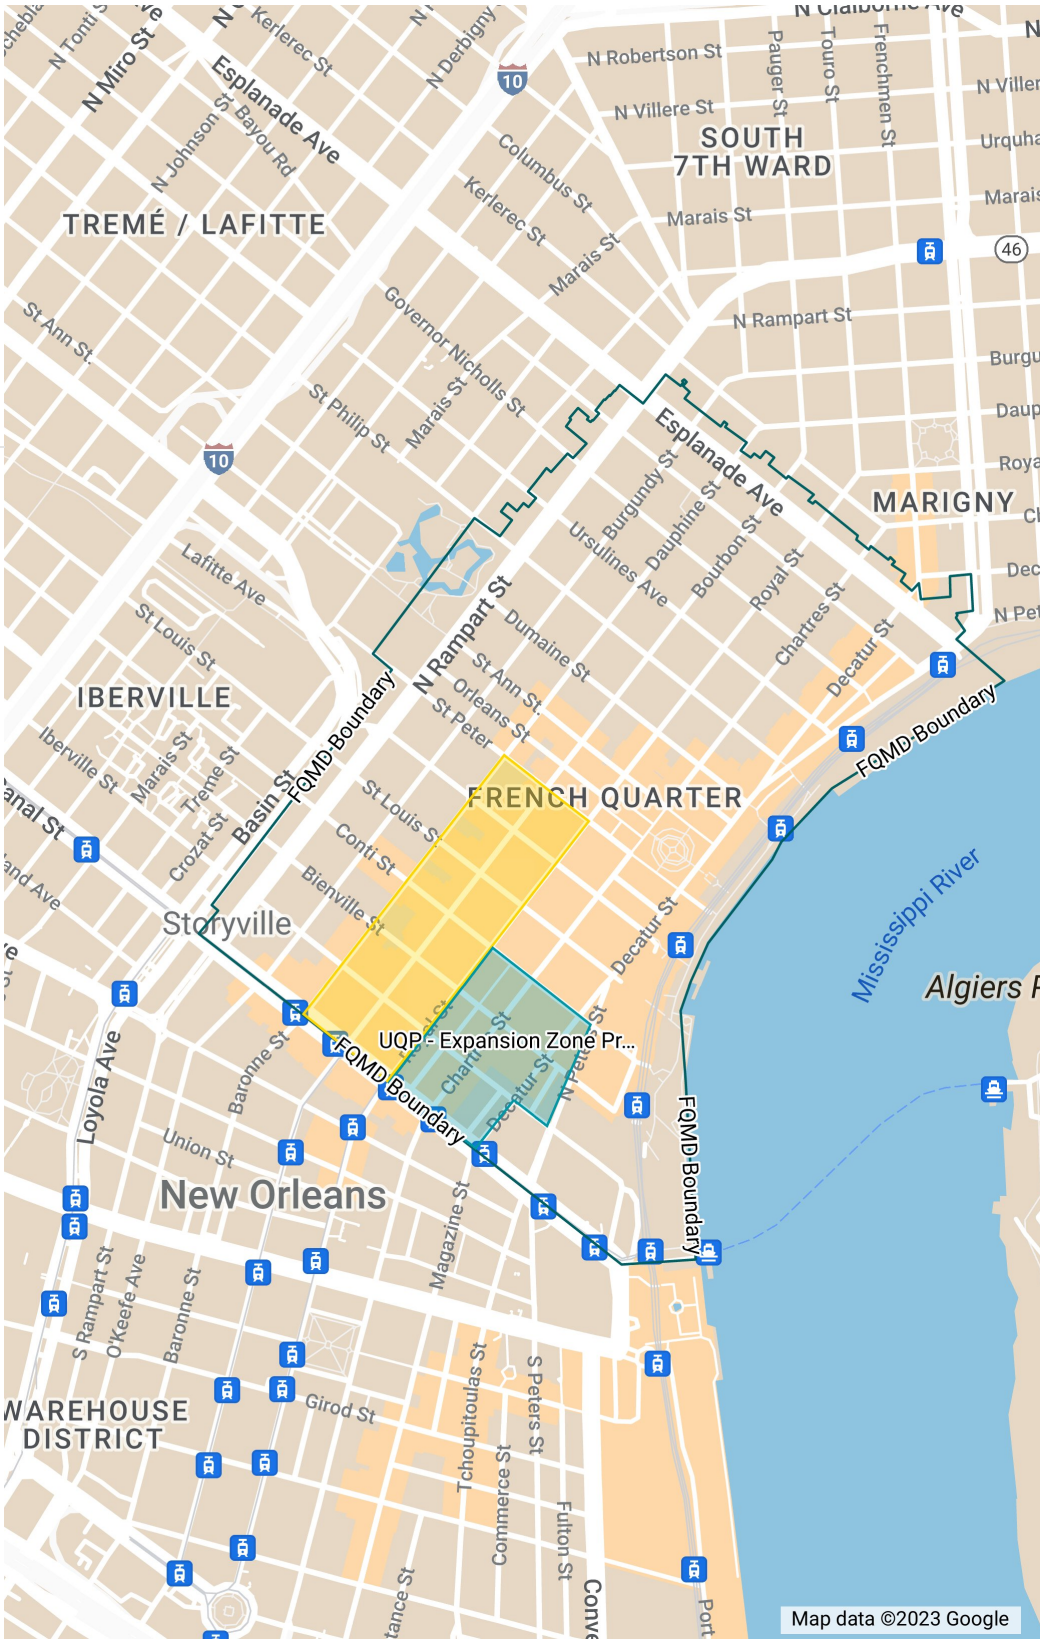 N Claiborne Ave
N Tonti St
N Miro St
Kerlerec St
N Derbigny St
N Robertson St
Pauger St
Touro St
Frenchmen St
10
Esplanade Ave
N Villere St
N Johnson St
Bayou Rd
Columbus St
SOUTH
7TH WARD
Kerlerec St
Marais St
Marais St
TREMÉ / LAFITTE
46
Governor Nicholls St
N Rampart St
St Ann St.
Marais St
St Philip St
Esplanade Ave
10
Burgundy St
Dauphine St
Bourbon St
Royal St
Chartres St
Decatur St
MARIGNY
Ursulines Ave
Lafitte Ave
St Louis St
N Rampart St
Dumaine St
St Ann St.
Orleans St
St Peter
IBERVILLE
FQMD-Boundary
FQMD-Boundary
Iberville St
Marais St
Treme St
Crozat St
Basin St
FRENCH QUARTER
St Louis St
Conti St
Bienville St
Storyville
Decatur St
Mississippi River
UQP - Expansion Zone Pr...
Decatur St
N Peters St
FQMD Boundary
FQMD Boundary
Baronne St
Loyola Ave
Union St
New Orleans
Magazine St
S Rampart St
O'Keefe Ave
Baronne St
Girod St
WAREHOUSE
DISTRICT
Tchoupitoulas St
S Peters St
Commerce St
Fulton St
Port
Map data ©2023 Google